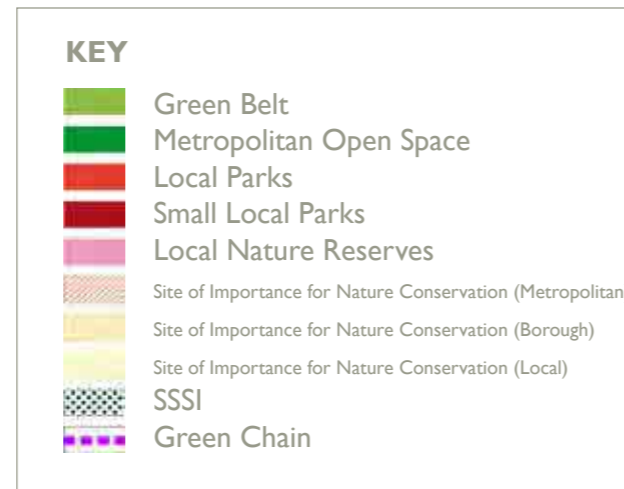 KEY
Green Belt
Metropolitan Open Space
Local Parks
Small Local Parks
Local Nature Reserves
Site of Importance for Nature Conservation (Metropolitan
Site of Importance for Nature Conservation (Borough)
Site of Importance for Nature Conservation (Local)
SSSI
Green Chain